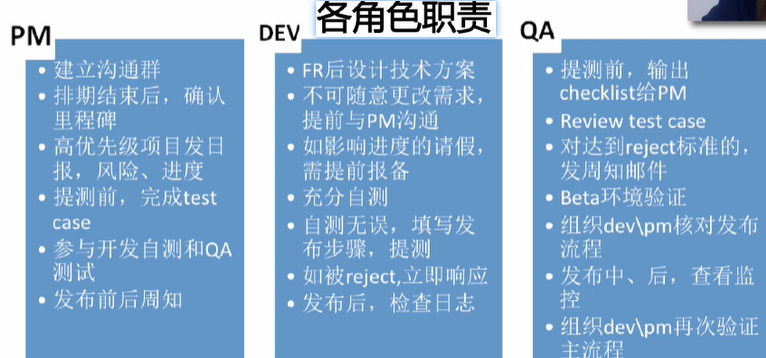 各角色职责
PM
• 建立沟通群
• 排期结束后，确认
里程碑
• 高优先级项目发日
报，风险、进度
• 提测前，完成test
case
• 参与开发自测和QA
测试
• 发布前后周知
DEV
• FR后设计技术方案
• 不可随意更改需求，
提前与PM沟通
• 如影响进度的请假，
需提前报备
• 充分自测
• 自测无误，填写发
布步骤，提测
• 如被reject,立即响应
• 发布后，检查日志
QA
• 提测前，输出
checklist给PM
• Review test case
• 对达到reject标准的，
发周知邮件
• Beta环境验证
• 组织dev\pm核对发布
流程
• 发布中、后，查看监
控
• 组织dev\pm再次验证
主流程